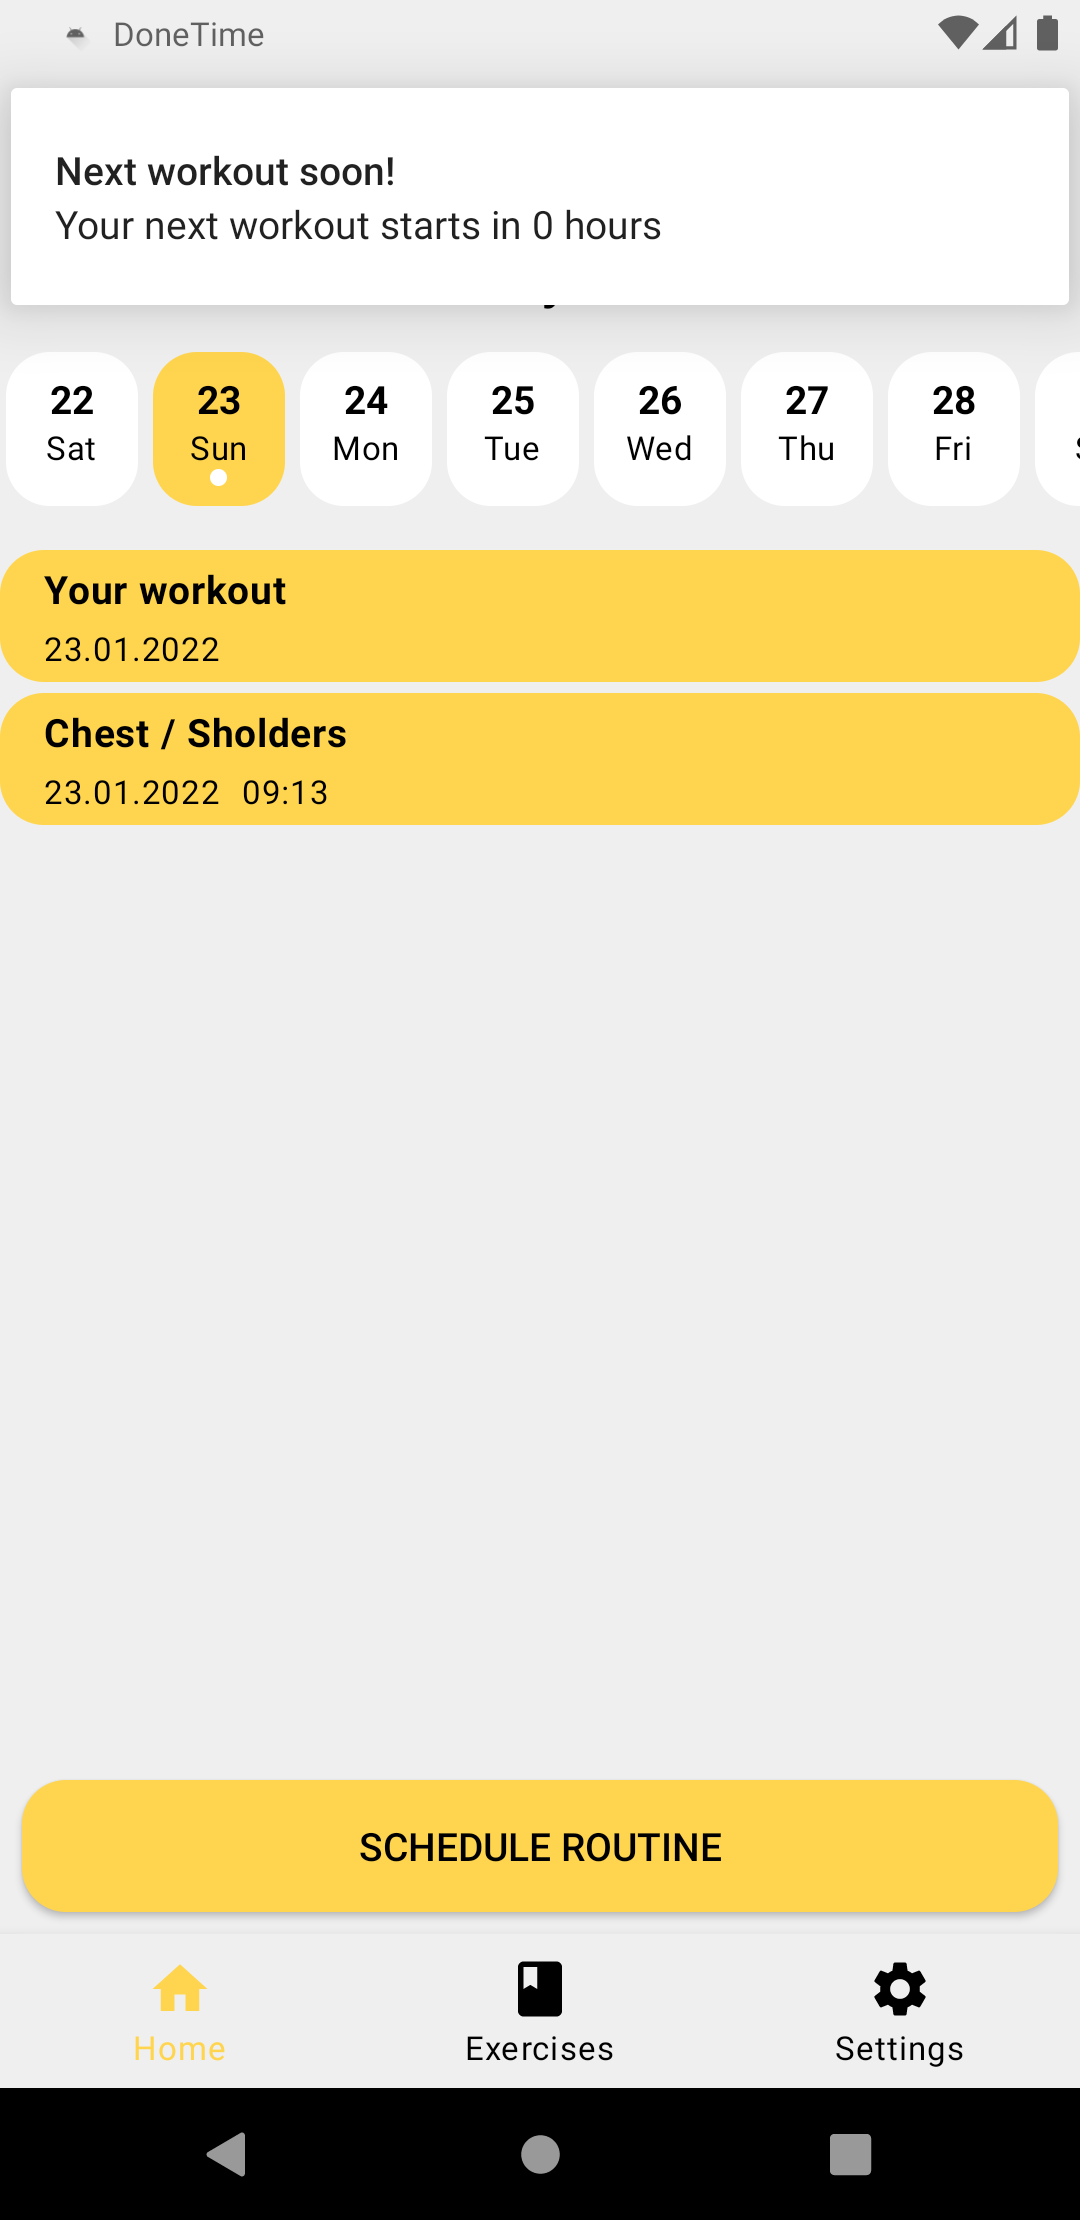 DoneTime
Next workout soon!
Your next workout starts in 0 hours
22 23 24 25 26 27 28
Sat Sun Mon Tue Wed Thu Fri
Your workout
23.01.2022
Chest / Sholders
23.01.2022 09:13
SCHEDULE ROUTINE
Home Exercises Settings